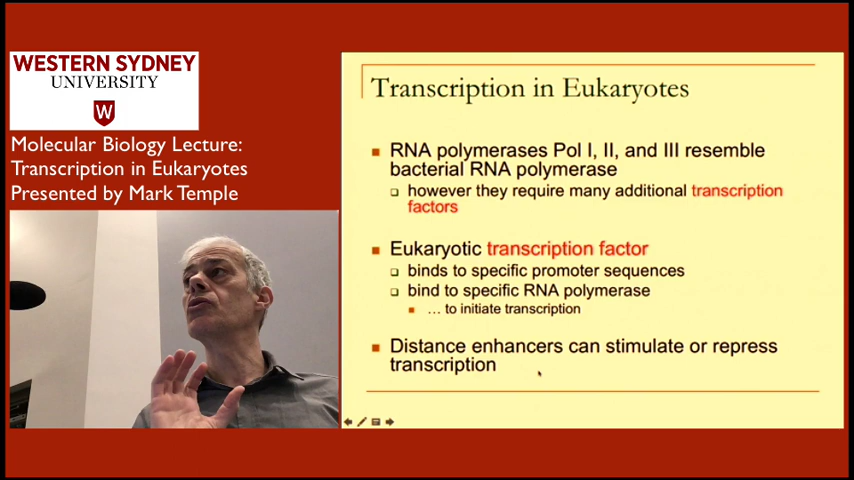 WESTERN SYDNEY
UNIVERSITY
W
Molecular Biology Lecture:
Transcription in Eukaryotes
Presented by Mark Temple
Transcription in Eukaryotes
RNA polymerases Pol I, II, and III resemble
bacterial RNA polymerase
however they require many additional transcription
factors
Eukaryotic transcription factor
binds to specific promoter sequences
bind to specific RNA polymerase
… to initiate transcription
Distance enhancers can stimulate or repress
transcription